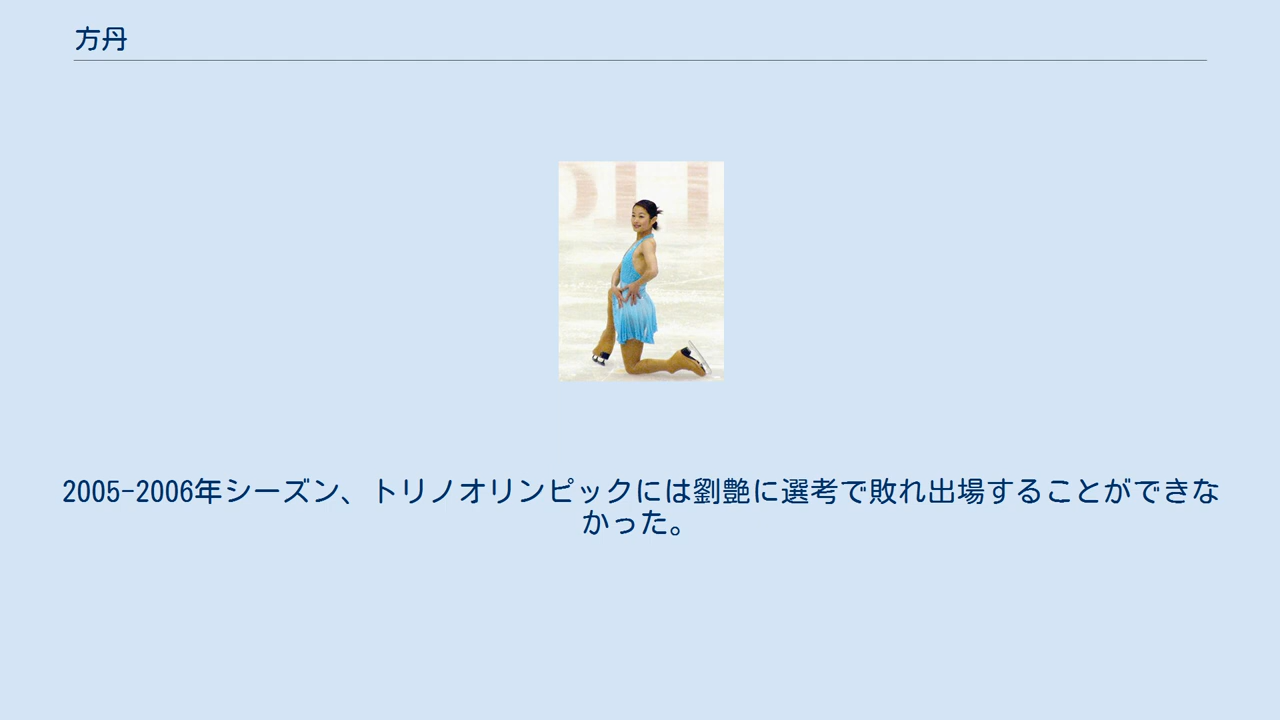 方丹
2005-2006年シーズン、トリノオリンピックには劉艶に選考で敗れ出場することができな
かった。